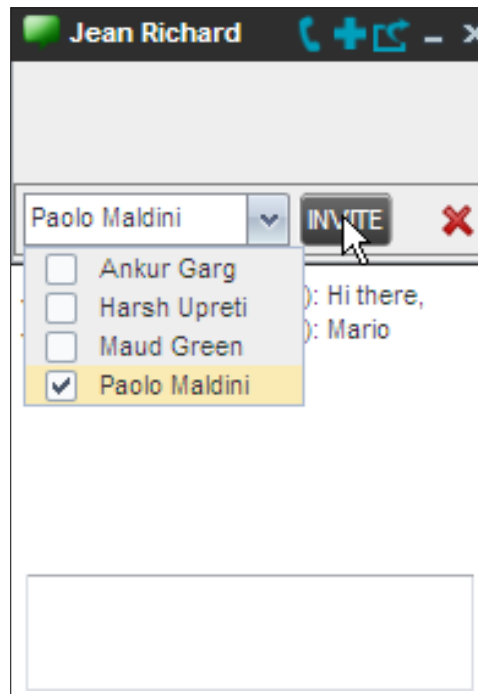 Jean Richard
Paolo Maldini INVITE
Ankur Garg
Harsh Upreti ): Hi there,
Maud Green ): Mario
Paolo Maldini